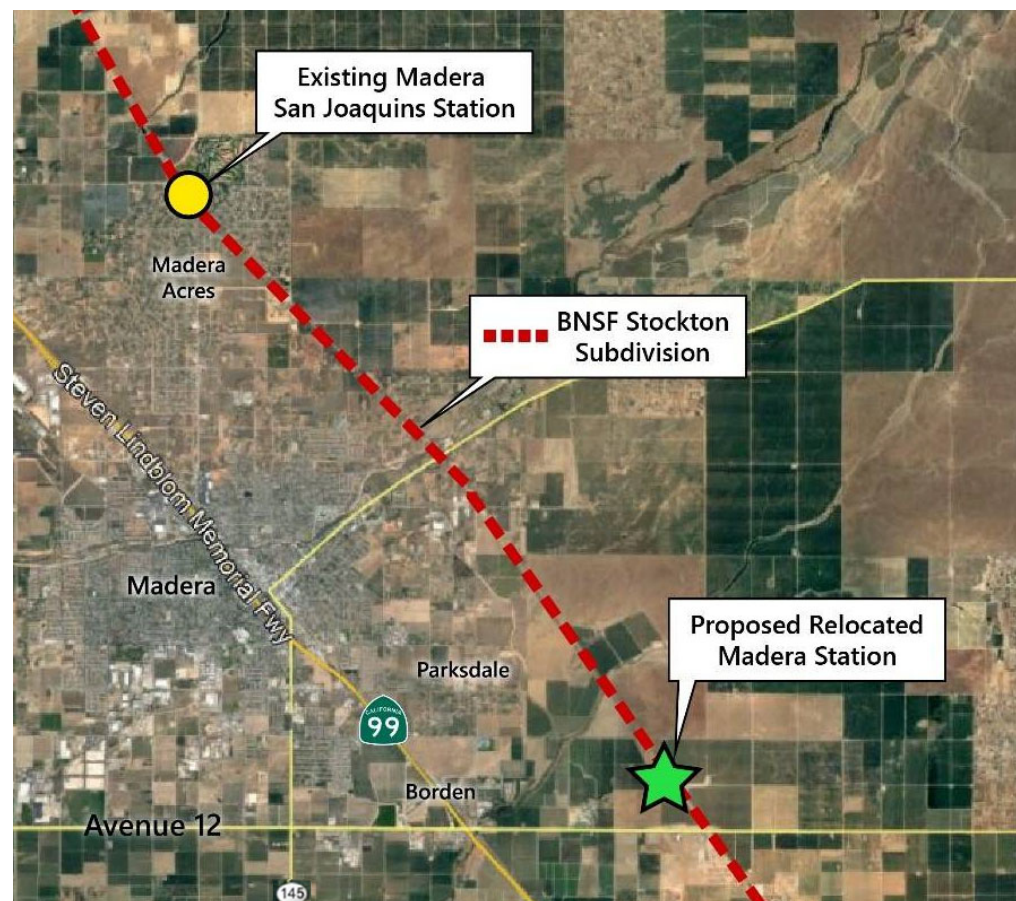 Existing Madera
San Joaquins Station
Madera
Acres
BNSF Stockton
Subdivision
Steven Lindblom Memorial Fwy
Madera
Proposed Relocated
Madera Station
Parksdale
CALIFORNIA
99
Borden
Avenue 12
145